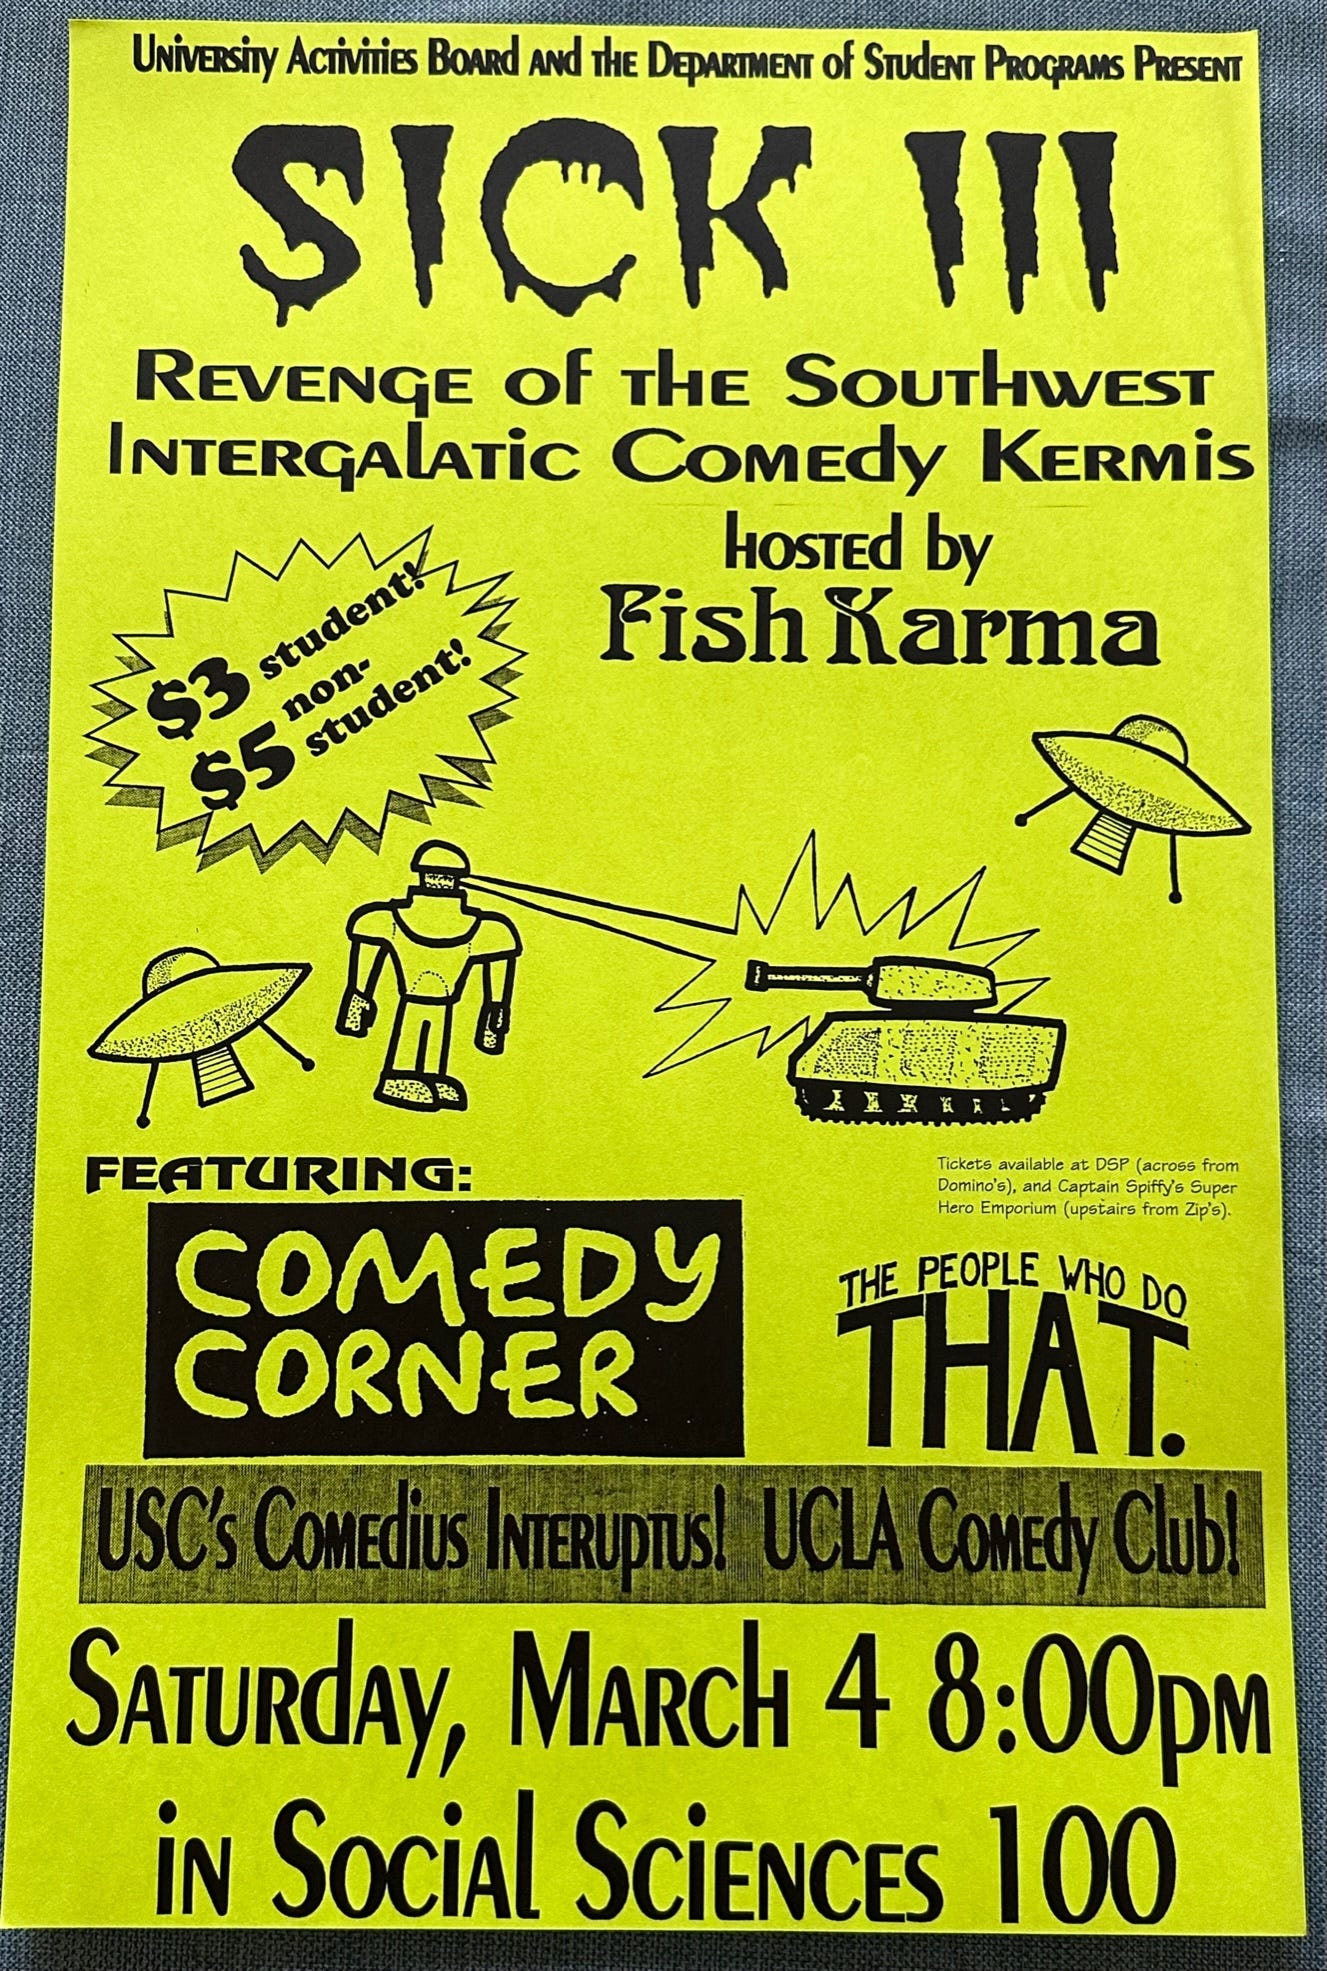 University Activities Board and the Department of Student Programs Present
SICK III
Revenge of the Southwest
Intergalatic Comedy Kermis
hosted by
Fish Karma
$3 student!
$5 non-
student!
FEATURING:
Tickets available at DSP (across from
Domino's), and Captain Spiffy's Super
Hero Emporium (upstairs from Zip's).
COMEDY
CORNER
THE PEOPLE WHO DO
THAT.
USC's Comedius Interuptus! UCLA Comedy Club!
Saturday, March 4 8:00pm
in Social Sciences 100